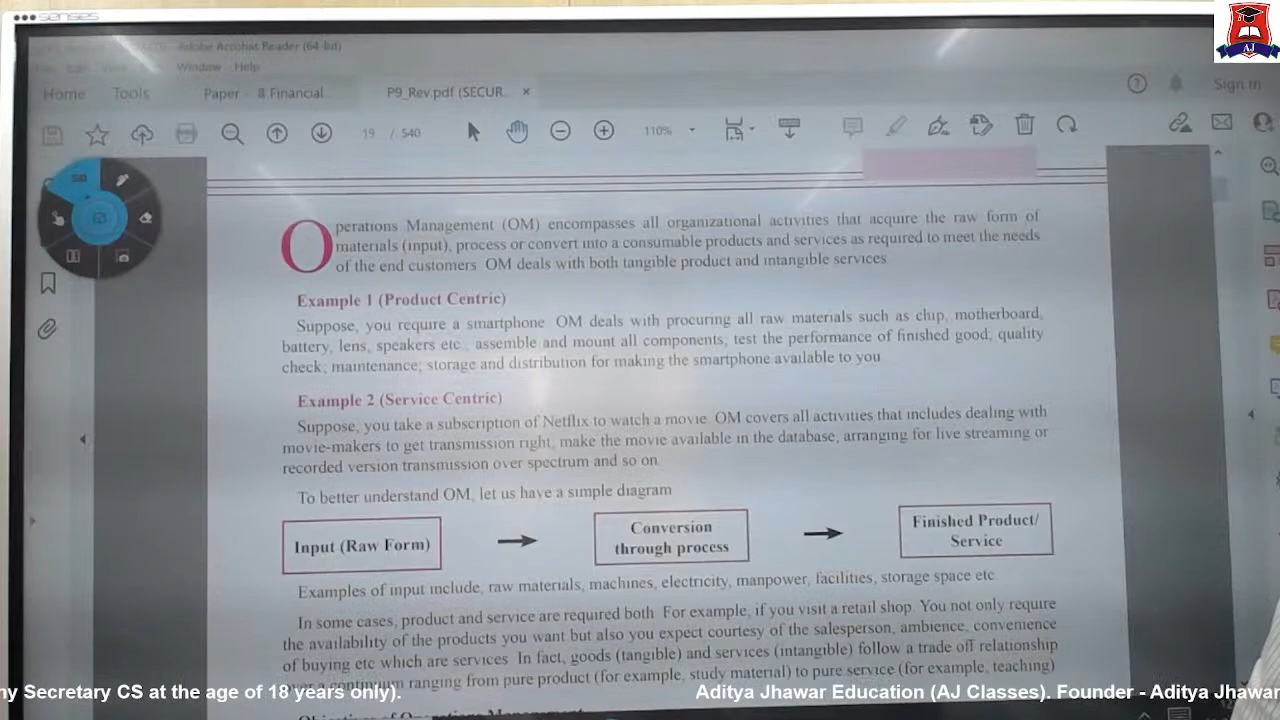 senses
Adobe Acrobat Reader (64-bit)
Window Help
Home Tools Paper - 8 Financial... P9_Rev.pdf (SECUR... × Sign In
19 / 540 110%
Operations Management (OM) encompasses all organizational activities that acquire the raw form of
materials (input), process or convert into a consumable products and services as required to meet the needs
of the end customers. OM deals with both tangible product and intangible services.
Example 1 (Product Centric)
Suppose, you require a smartphone. OM deals with procuring all raw materials such as chip, motherboard,
battery, lens, speakers etc., assemble and mount all components; test the performance of finished good; quality
check; maintenance; storage and distribution for making the smartphone available to you.
Example 2 (Service Centric)
Suppose, you take a subscription of Netflix to watch a movie. OM covers all activities that includes dealing with
movie-makers to get transmission right, make the movie available in the database, arranging for live streaming or
recorded version transmission over spectrum and so on.
To better understand OM, let us have a simple diagram
Input (Raw Form)
Conversion
through process
Finished Product/
Service
Examples of input include, raw materials, machines, electricity, manpower, facilities, storage space etc.
In some cases, product and service are required both. For example, if you visit a retail shop. You not only require
the availability of the products you want but also you expect courtesy of the salesperson, ambience, convenience
of buying etc which are services. In fact, goods (tangible) and services (intangible) follow a trade off relationship
over a continuum ranging from pure product (for example, study material) to pure service (for example, teaching)
AJ
ny Secretary CS at the age of 18 years only). Aditya Jhawar Education (AJ Classes). Founder - Aditya Jhawar